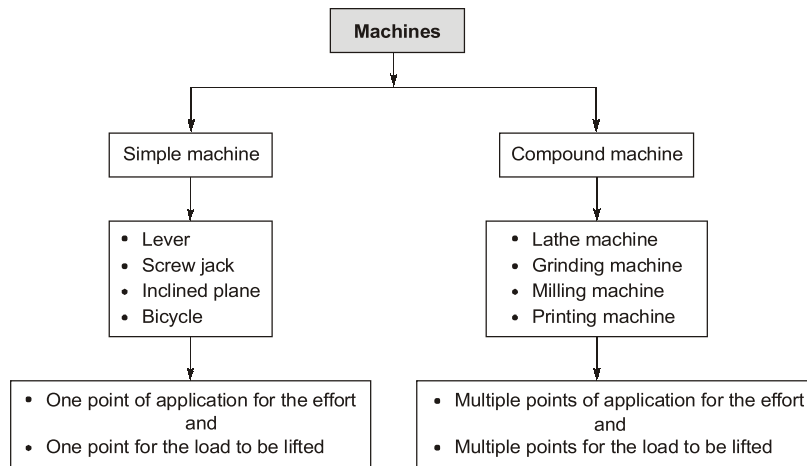 Machines
Simple machine
Compound machine
• Lever
• Screw jack
• Inclined plane
• Bicycle
• Lathe machine
• Grinding machine
• Milling machine
• Printing machine
• One point of application for the effort
and
• One point for the load to be lifted
• Multiple points of application for the effort
and
• Multiple points for the load to be lifted